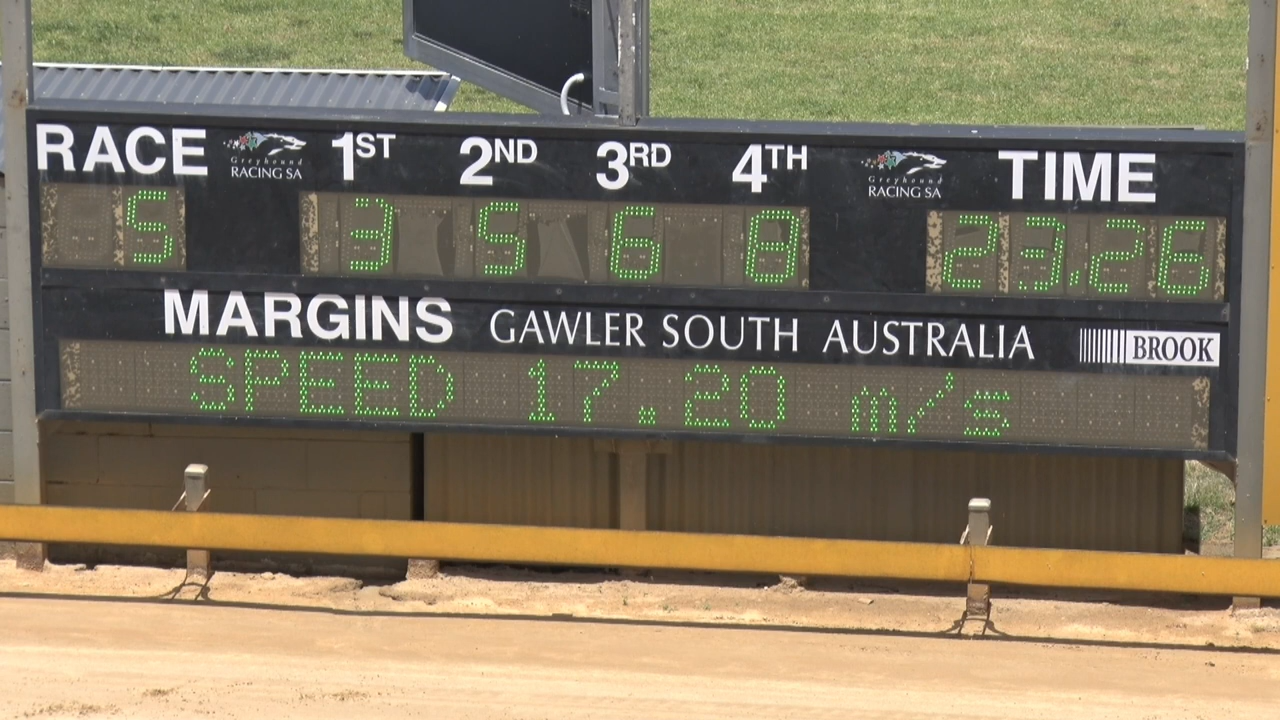 RACE Greyhound RACING SA 1ST 2ND 3RD 4TH Greyhound RACING SA TIME
5 3 5 6 8 23.26
MARGINS GAWLER SOUTH AUSTRALIA BROOK
SPEED 17.20 m/s